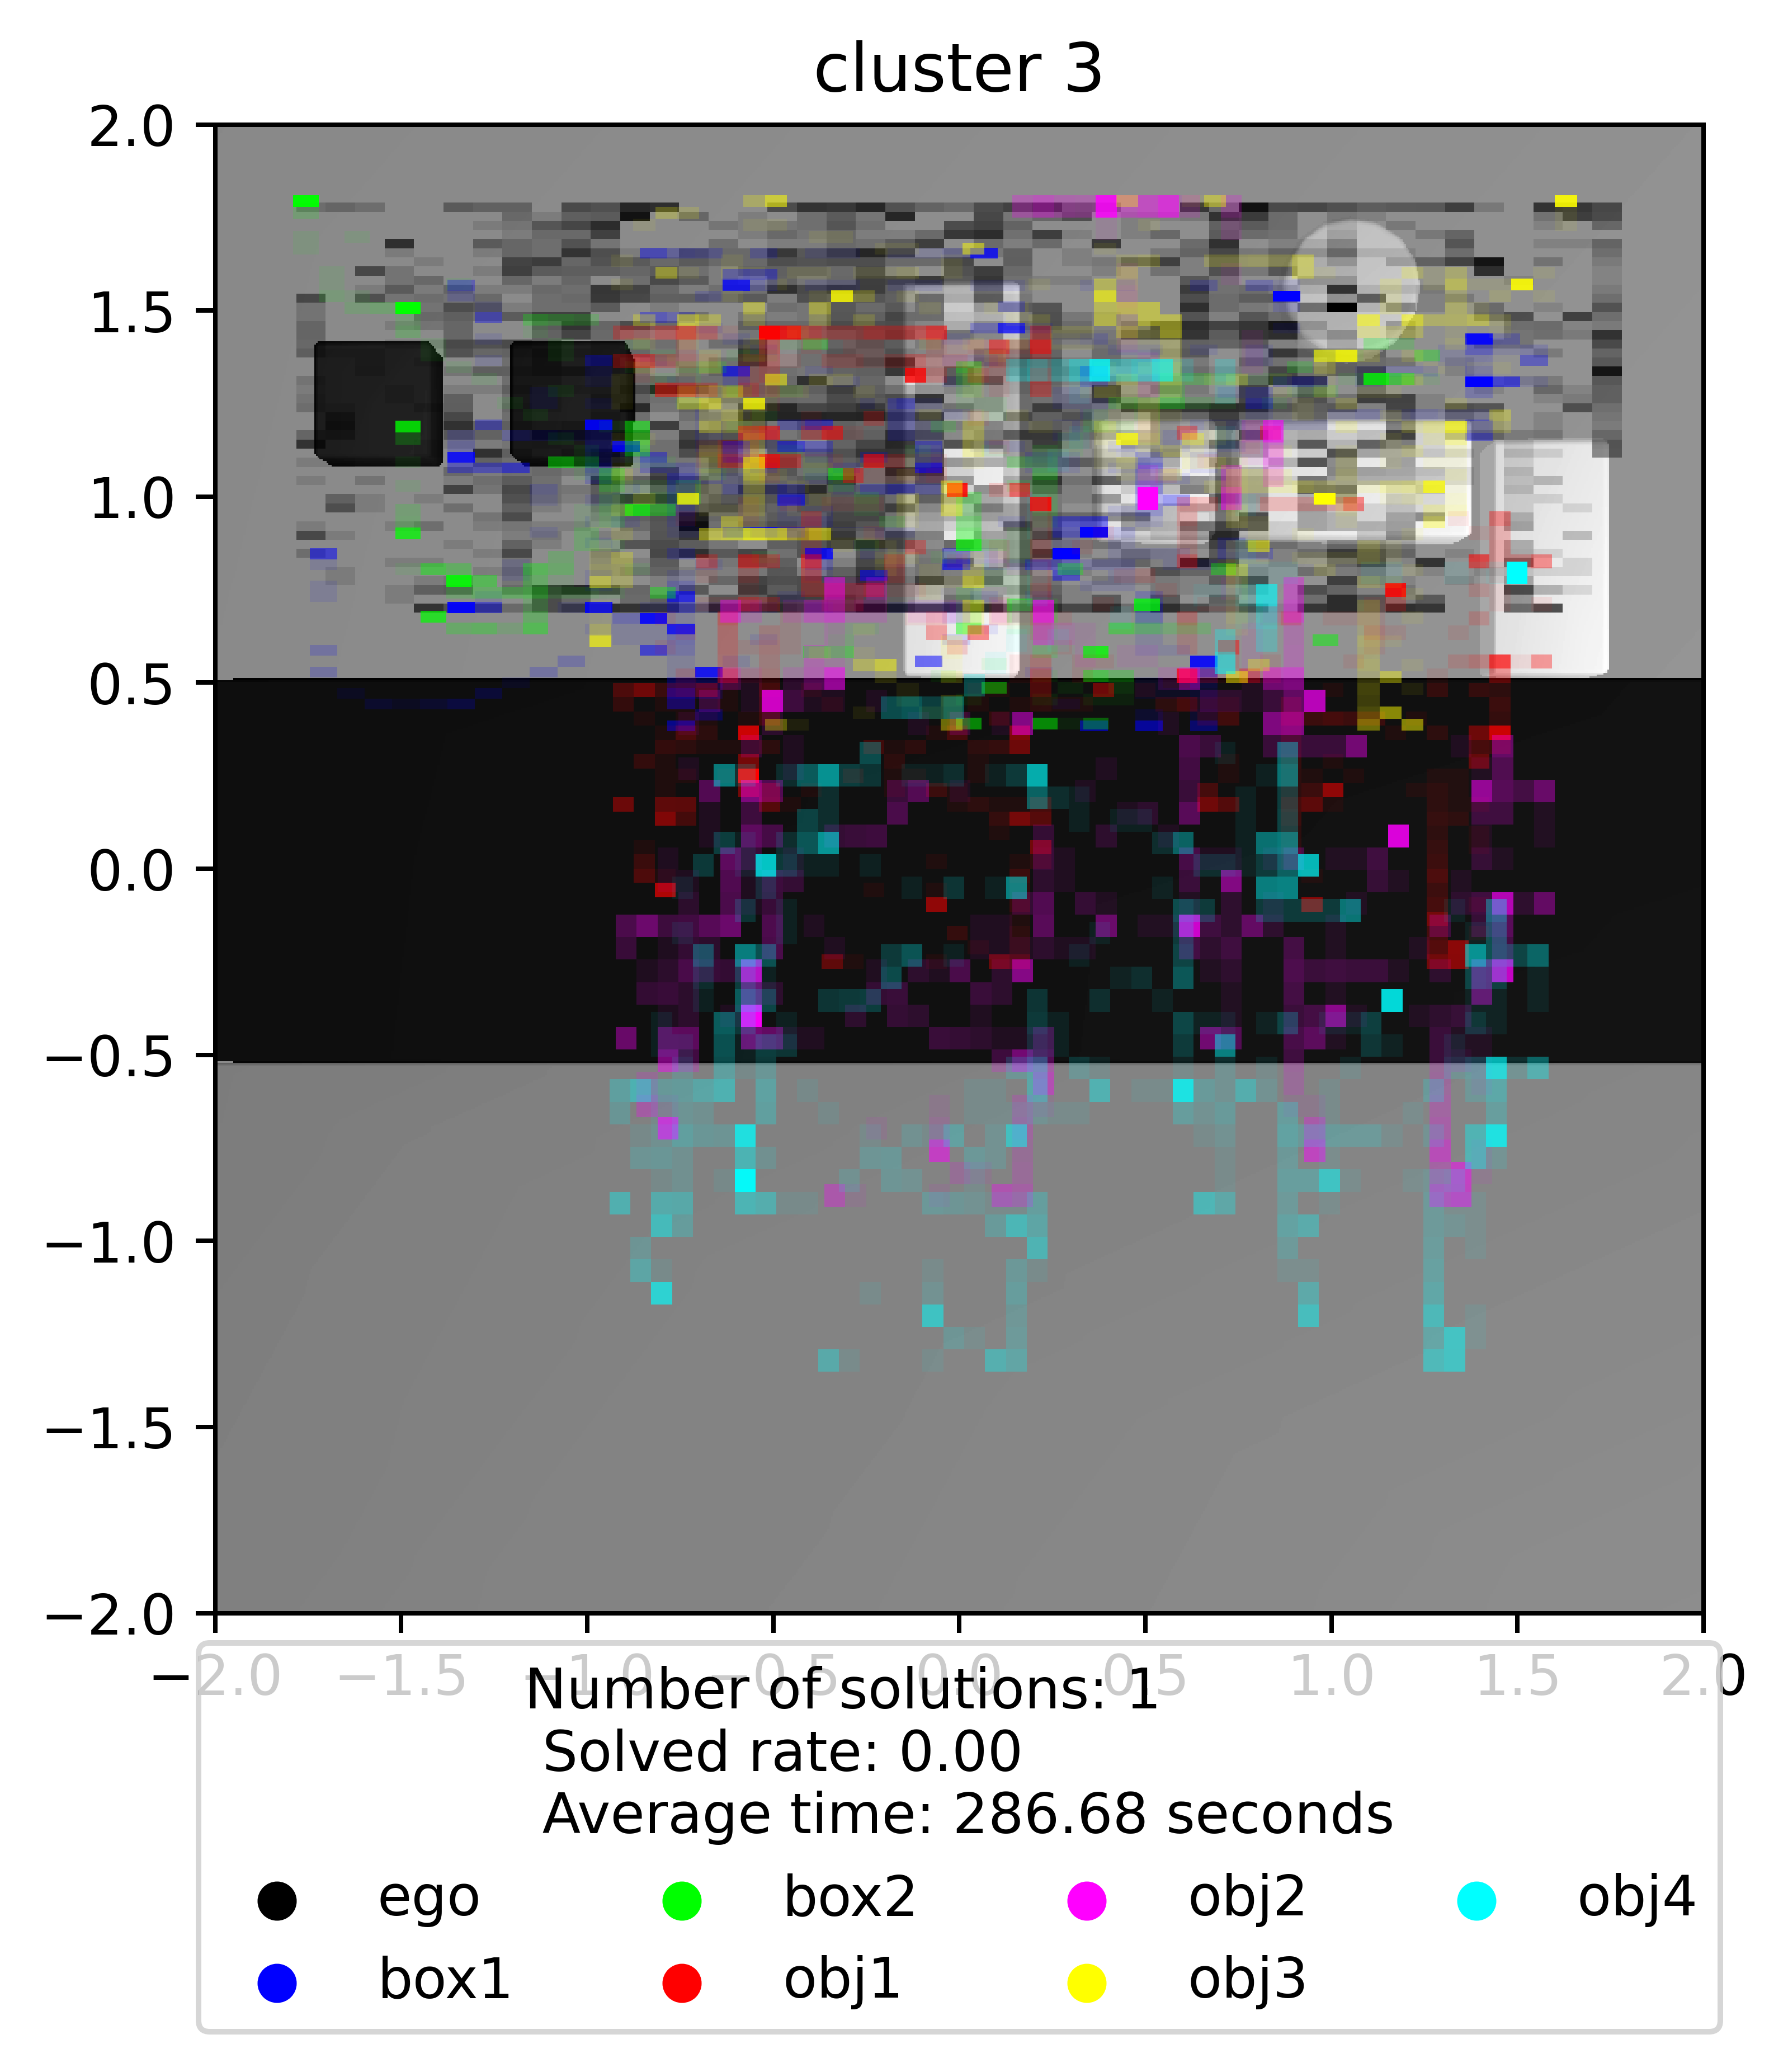 cluster 3
2.0
1.5
1.0
0.5
0.0
−0.5
−1.0
−1.5
−2.0
−2.0 −1.5 −1.0 −0.5 0.0 0.5 1.0 1.5 2.0
Number of solutions: 1
Solved rate: 0.00
Average time: 286.68 seconds
ego box2 obj2 obj4
box1 obj1 obj3